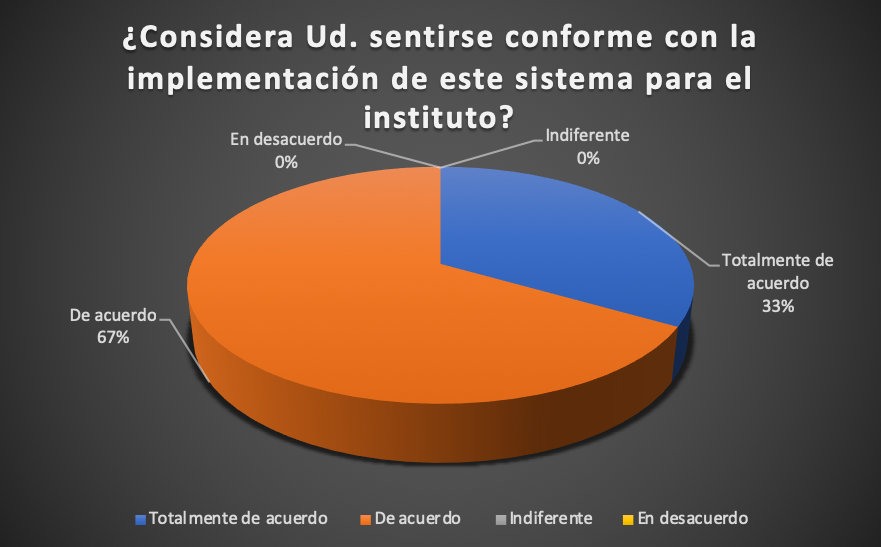 ¿Considera Ud. sentirse conforme con la
implementación de este sistema para el
instituto?
En desacuerdo
0%
Indiferente
0%
Totalmente de
acuerdo
33%
De acuerdo
67%
Totalmente de acuerdo
De acuerdo
Indiferente
En desacuerdo